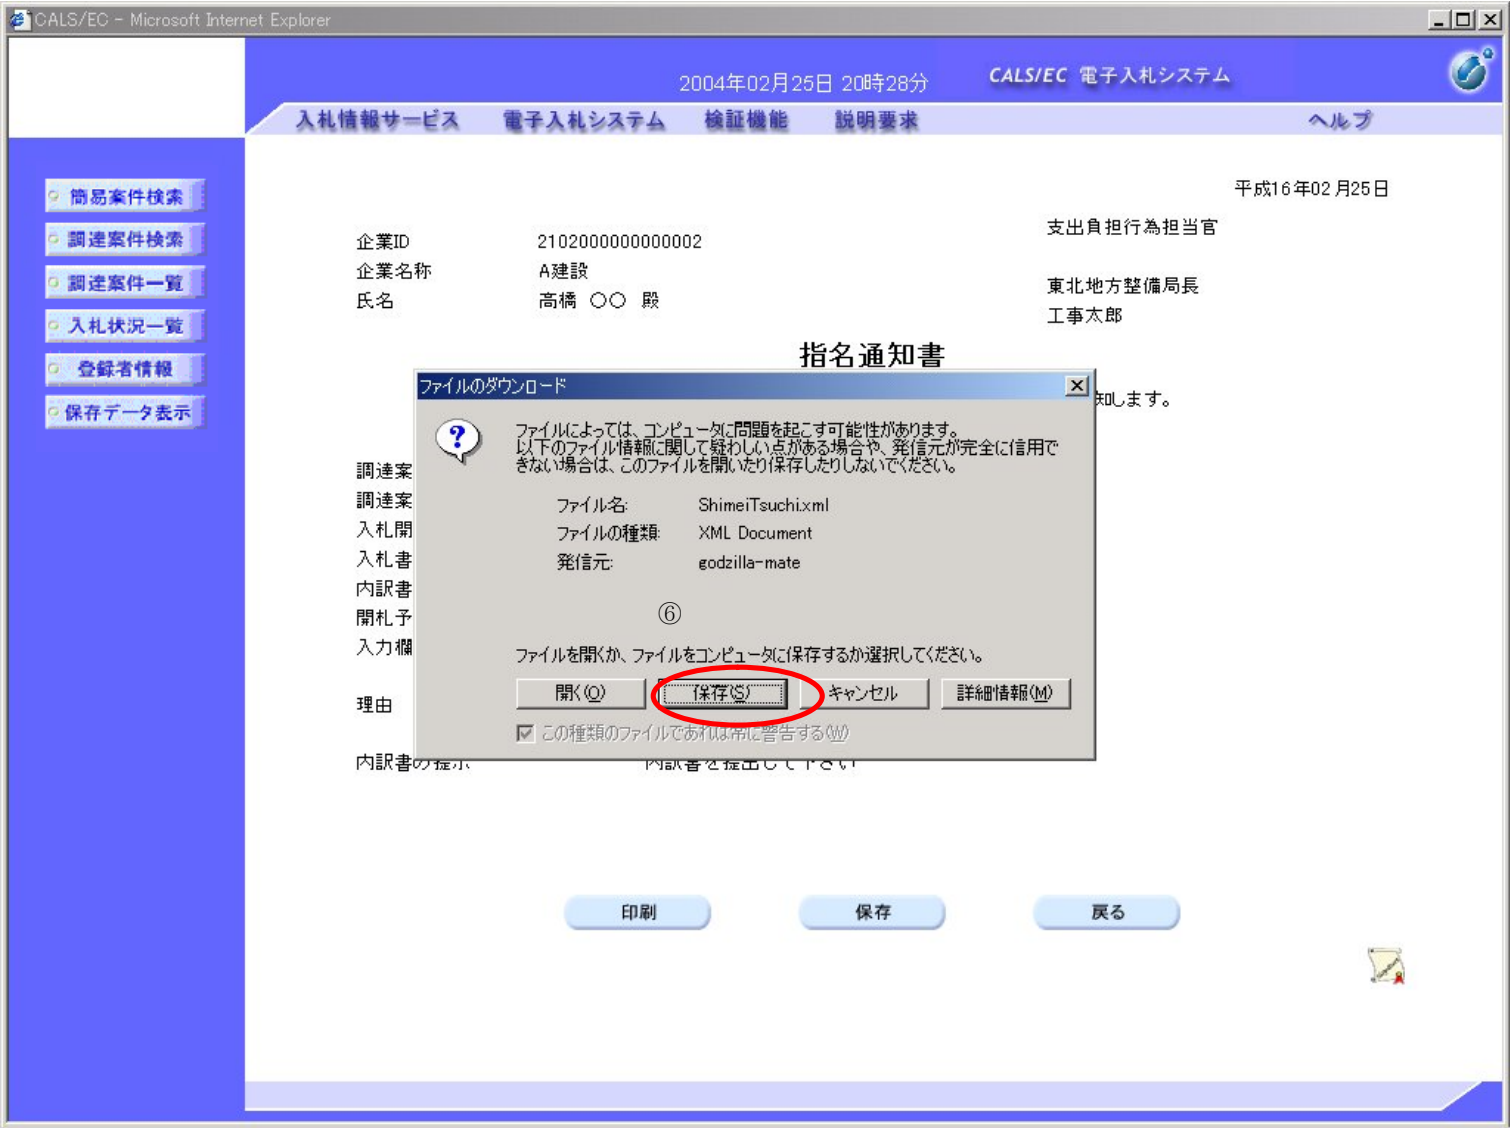 CALS/EC - Microsoft Internet Explorer
2004年02月25日 20時28分
CALS/EC 電子入札システム
入札情報サービス 電子入札システム 検証機能 説明要求 ヘルプ
簡易案件検索
調達案件検索
調達案件一覧
入札状況一覧
登録者情報
保存データ表示
平成16年02月25日
支出負担行為担当官
企業ID 2102000000000002
企業名称 A建設
東北地方整備局長
氏名 高橋 〇〇 殿
工事太郎
指名通知書
知します。
ファイルのダウンロード
ファイルによっては、コンピュータに問題を起こす可能性があります。
以下のファイル情報に関して疑わしい点がある場合や、発信元が完全に信用で
きない場合は、このファイルを開いたり保存したりしないでください。
ファイル名: ShimeiTsuchi.xml
ファイルの種類: XML Document
発信元: godzilla-mate
⑥
ファイルを開くか、ファイルをコンピュータに保存するか選択してください。
開く(O) 保存(S) キャンセル 詳細情報(M)
この種類のファイルであれば常に警告する(W)
調達案
調達案
入札開
入札書
内訳書
開札予
入力欄
理由
内訳書の提示 内訳書を提出して下さい
印刷 保存 戻る